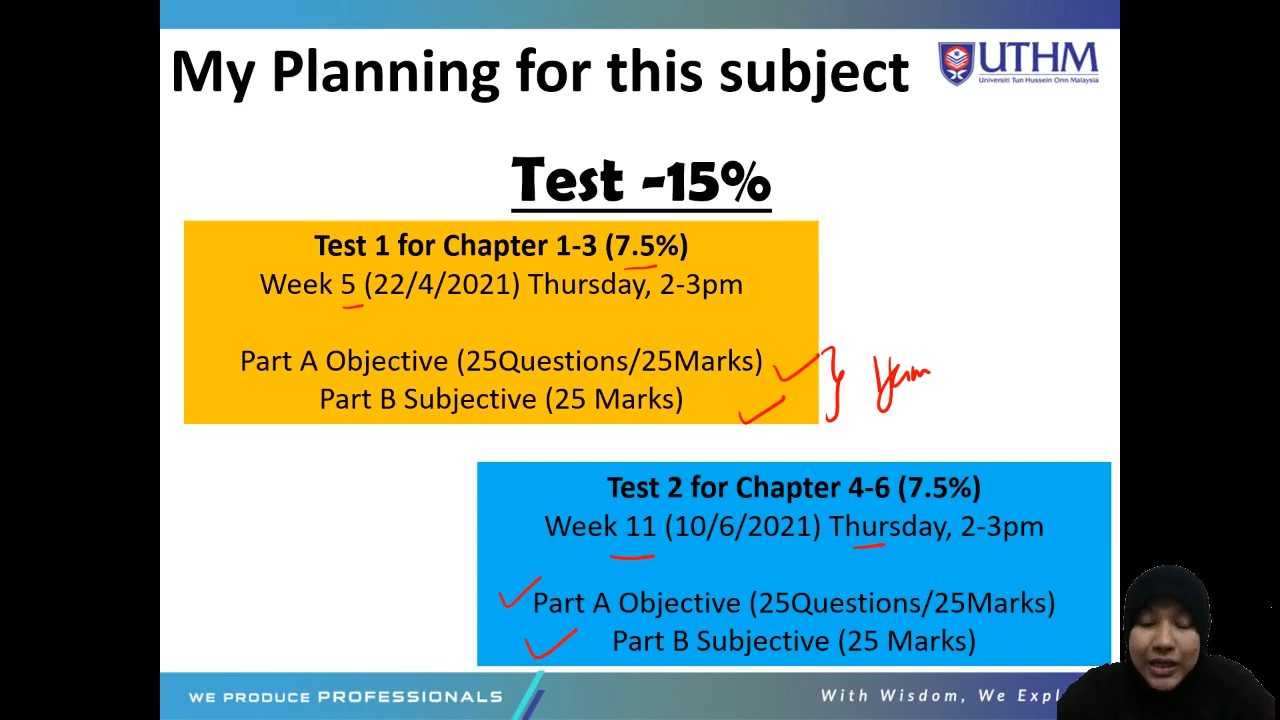 My Planning for this subject
UTHM
Universiti Tun Hussein Onn Malaysia
Test -15%
Test 1 for Chapter 1-3 (7.5%)
Week 5 (22/4/2021) Thursday, 2-3pm
Part A Objective (25Questions/25Marks)
Part B Subjective (25 Marks)
Test 2 for Chapter 4-6 (7.5%)
Week 11 (10/6/2021) Thursday, 2-3pm
Part A Objective (25Questions/25Marks)
Part B Subjective (25 Marks)
WE PRODUCE PROFESSIONALS
With Wisdom, We Expl